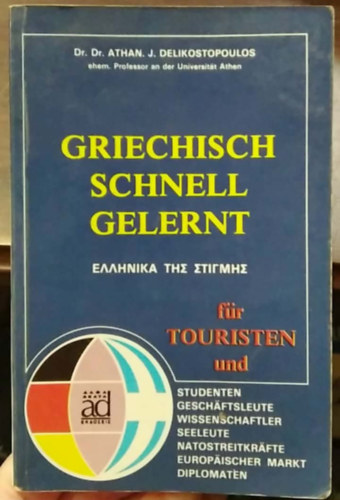 Dr. Dr. ATHAN. J. DELIKOSTOPOULOS
ehem. Professor an der Universität Athen
GRIECHISCH
SCHNELL
GELERNT
ΕΛΛΗΝΙΚΑ ΤΗΣ ΣΤΙΓΜΗΣ
für
TOURISTEN
und
ad
STUDENTEN
GESCHÄFTSLEUTE
WISSENSCHAFTLER
SEELEUTE
NATOSTREITKRÄFTE
EUROPÄISCHER MARKT
DIPLOMATEN